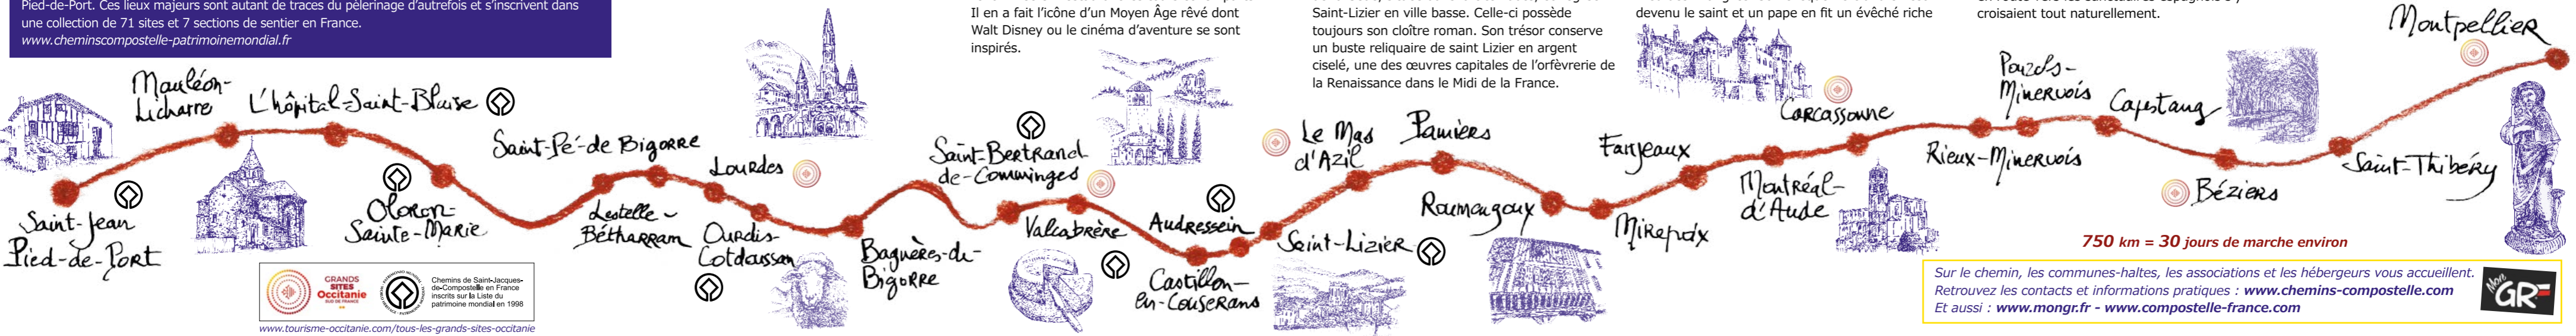 Pied-de-Port. Ces lieux majeurs sont autant de traces du pèlerinage d'autrefois et s'inscrivent dans
une collection de 71 sites et 7 sections de sentier en France.
www.cheminscompostelle-patrimoinemondial.fr
Il en a fait l'icône d'un Moyen Âge rêvé dont
Walt Disney ou le cinéma d'aventure se sont
inspirés.
Saint-Lizier en ville basse. Celle-ci possède
toujours son cloître roman. Son trésor conserve
un buste reliquaire de saint Lizier en argent
ciselé, une des œuvres capitales de l'orfèvrerie de
la Renaissance dans le Midi de la France.
devenu le saint et un pape en fit un évêché riche
croisaient tout naturellement.
Saint-Jean
Pied-de-Port
Mauléon-
Licharre
L'hôpital-Saint-Blaise
Oloron-
Sainte-Marie
Saint-Pé-de Bigorre
Lestelle-
Bétharram
Lourdes
Ourdis-
Cotdoussan
Bagnères-de-
Bigorre
Saint-Bertrand
de-Comminges
Valcabrère
Audressein
Castillon-
en-Couserans
Saint-Lizier
Le Mas
d'Azil
Pamiers
Roumengoux
Mirepoix
Fanjeaux
Montréal-
d'Aude
Carcassonne
Rieux-Minervois
Pouzols-
Minervois
Capestang
Béziers
Saint-Thibéry
Montpellier
GRANDS
SITES
Occitanie
SUD DE FRANCE
Chemins de Saint-Jacques-
de-Compostelle en France
inscrits sur la Liste du
patrimoine mondial en 1998
www.tourisme-occitanie.com/tous-les-grands-sites-occitanie
750 km = 30 jours de marche environ
Sur le chemin, les communes-haltes, les associations et les hébergeurs vous accueillent.
Retrouvez les contacts et informations pratiques : www.chemins-compostelle.com
Et aussi : www.mongr.fr - www.compostelle-france.com
Mon
GR